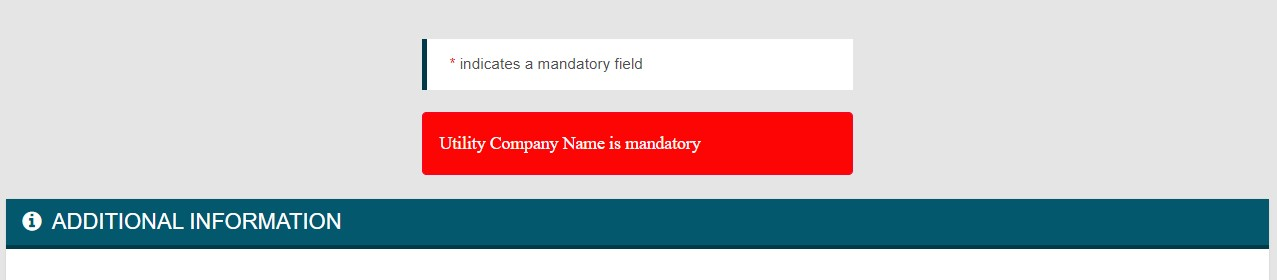 * indicates a mandatory field
Utility Company Name is mandatory
ADDITIONAL INFORMATION